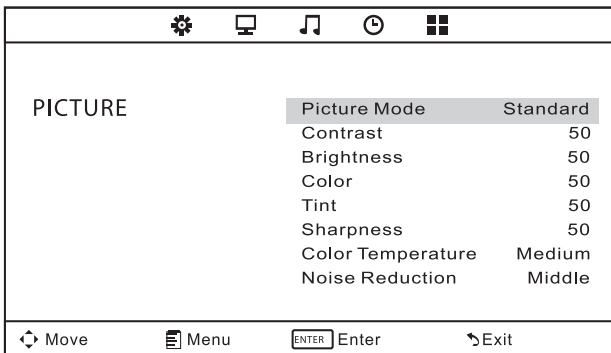 PICTURE
Picture Mode Standard
Contrast 50
Brightness 50
Color 50
Tint 50
Sharpness 50
Color Temperature Medium
Noise Reduction Middle
Move Menu ENTER Enter Exit